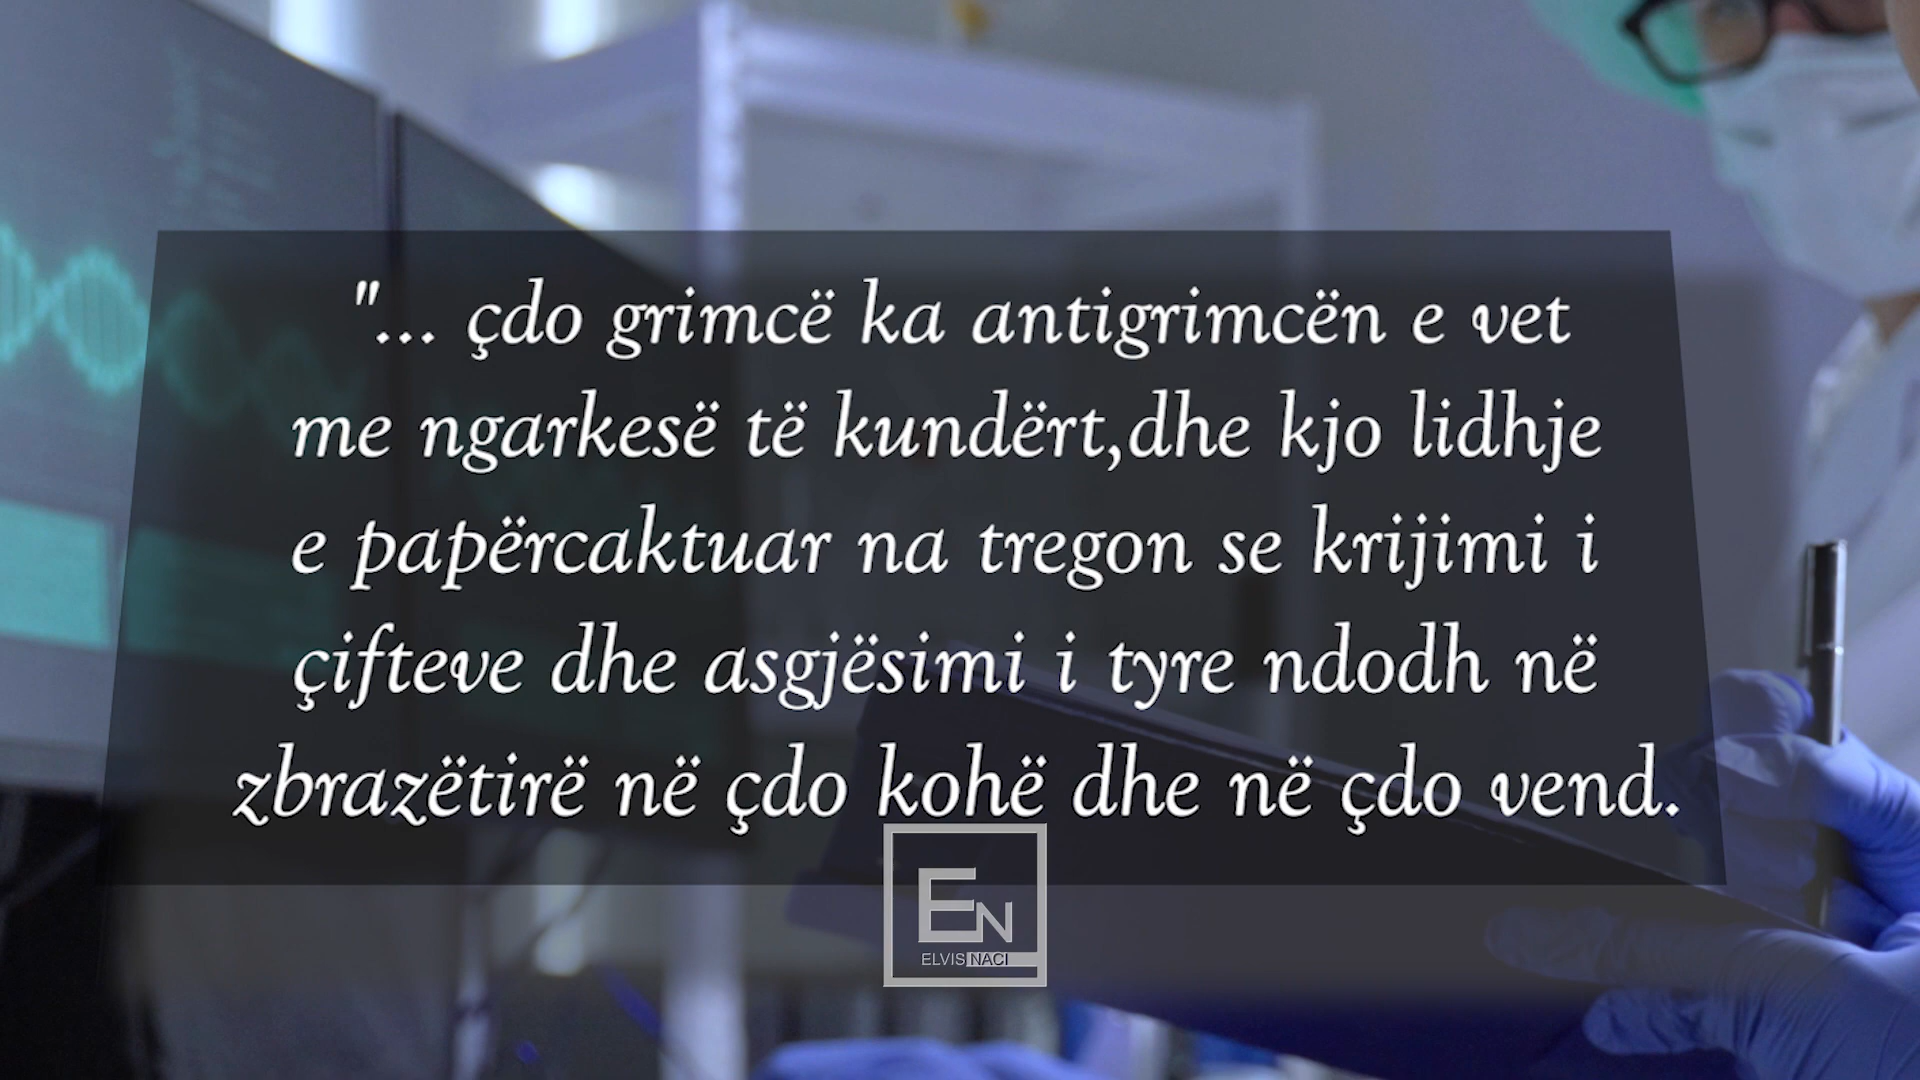 "... çdo grimcë ka antigrimcën e vet
me ngarkesë të kundërt,dhe kjo lidhje
e papërcaktuar na tregon se krijimi i
çifteve dhe asgjësimi i tyre ndodh në
zbrazëtirë në çdo kohë dhe në çdo vend.
EN
ELVIS NACI